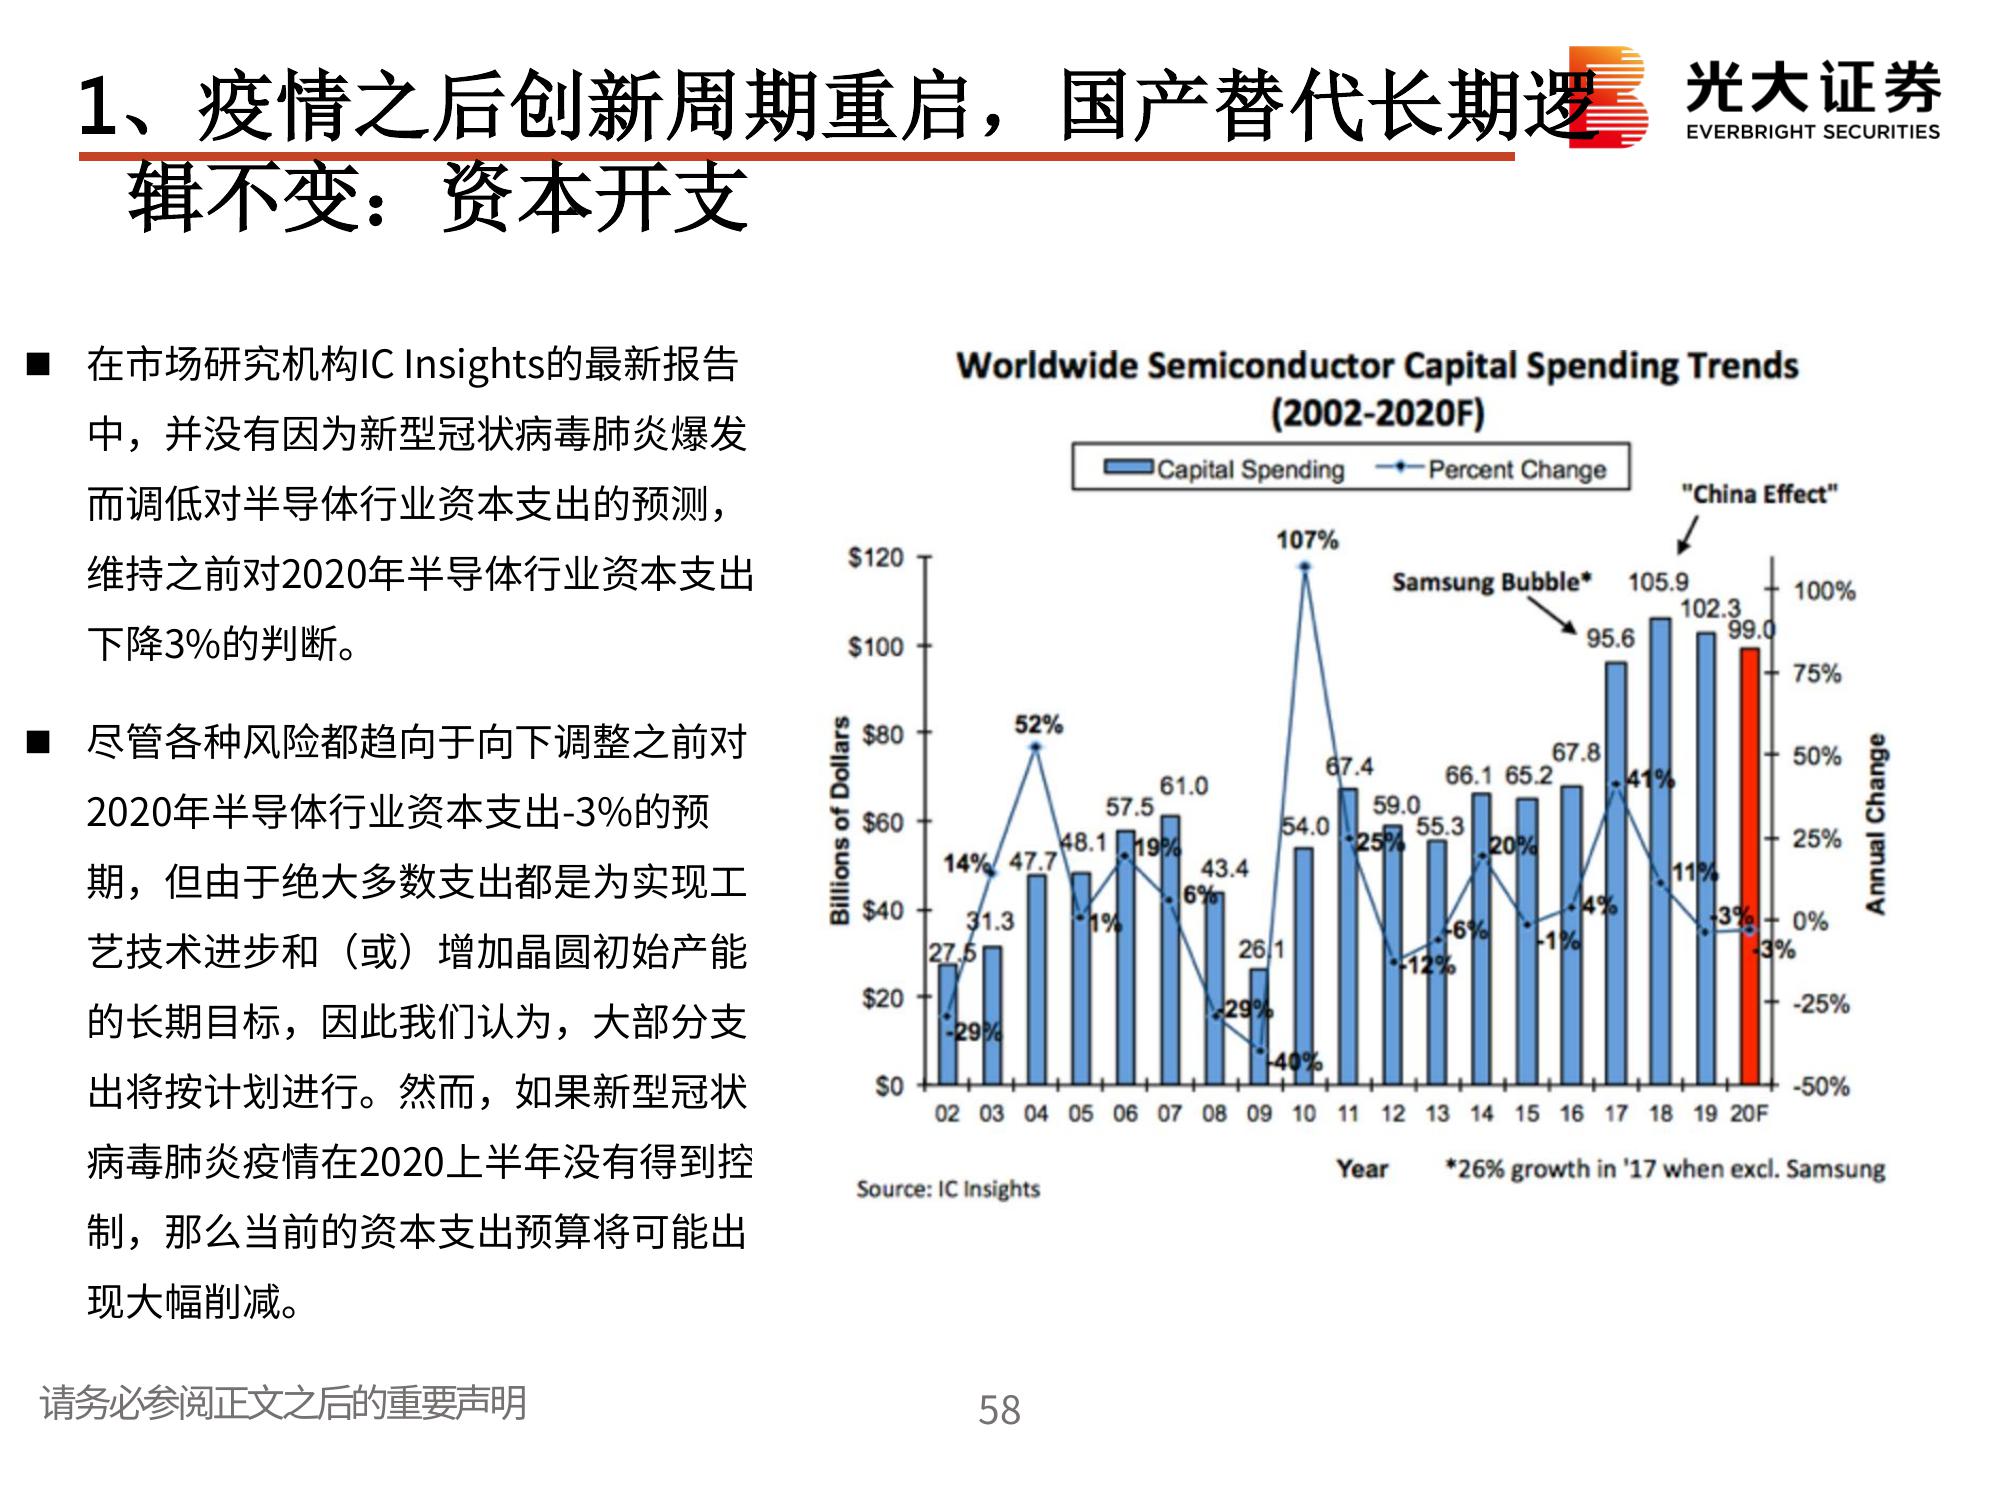 1、疫情之后创新周期重启，国产替代长期逻
辑不变：资本开支
光大证券
EVERBRIGHT SECURITIES
■ 在市场研究机构IC Insights的最新报告
中，并没有因为新型冠状病毒肺炎爆发
而调低对半导体行业资本支出的预测，
维持之前对2020年半导体行业资本支出
下降3%的判断。
■ 尽管各种风险都趋向于向下调整之前对
2020年半导体行业资本支出-3%的预
期，但由于绝大多数支出都是为实现工
艺技术进步和（或）增加晶圆初始产能
的长期目标，因此我们认为，大部分支
出将按计划进行。然而，如果新型冠状
病毒肺炎疫情在2020上半年没有得到控
制，那么当前的资本支出预算将可能出
现大幅削减。
Worldwide Semiconductor Capital Spending Trends
(2002-2020F)
Capital Spending Percent Change
"China Effect"
Samsung Bubble*
Billions of Dollars
$120
$100
$80
$60
$40
$20
$0
27.5
31.3
47.7
48.1
57.5
61.0
43.4
26.1
54.0
67.4
59.0
55.3
66.1
65.2
67.8
95.6
105.9
102.3
99.0
-29%
14%
52%
1%
19%
6%
-29%
-40%
107%
25%
-12%
-6%
20%
-1%
4%
41%
11%
-3%
-3%
100%
75%
50%
25%
0%
-25%
-50%
Annual Change
02 03 04 05 06 07 08 09 10 11 12 13 14 15 16 17 18 19 20F
Year
*26% growth in '17 when excl. Samsung
Source: IC Insights
请务必参阅正文之后的重要声明
58